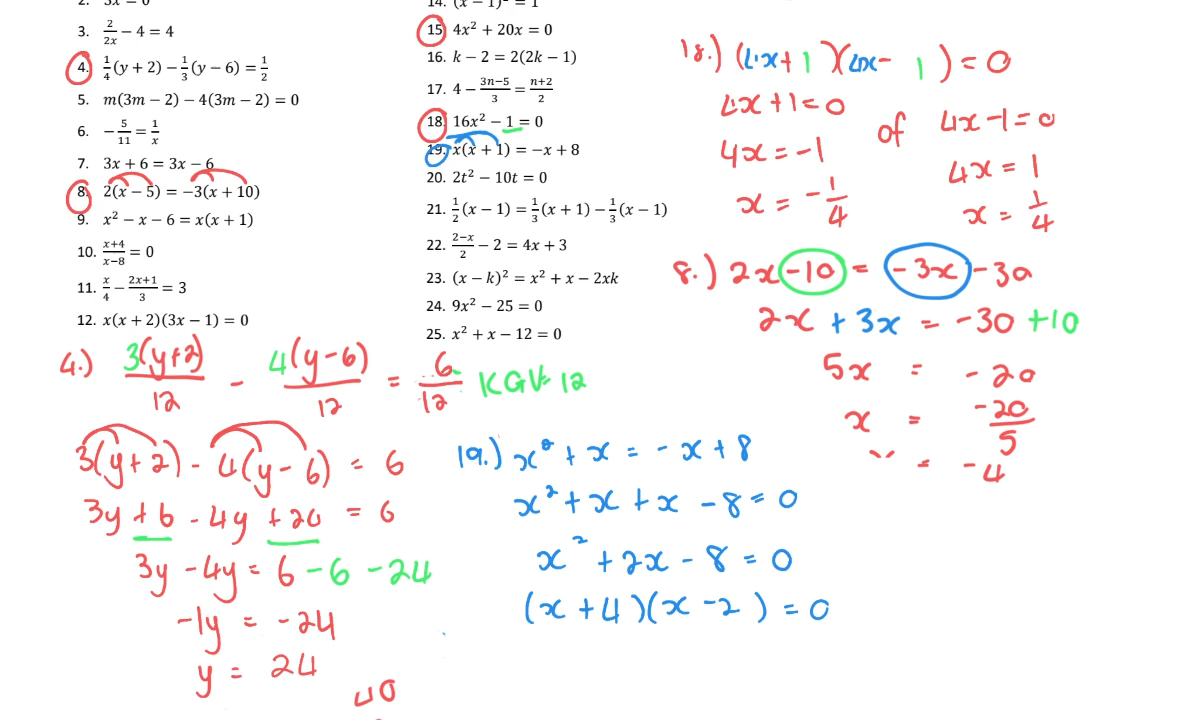 2. 3x − 0
3. 2/2x − 4 = 4
4. 1/4(y + 2) − 1/3(y − 6) = 1/2
5. m(3m − 2) − 4(3m − 2) = 0
6. − 5/11 = 1/x
7. 3x + 6 = 3x − 6
8. 2(x − 5) = −3(x + 10)
9. x² − x − 6 = x(x + 1)
10. x+4/x−8 = 0
11. x/4 − 2x+1/3 = 3
12. x(x + 2)(3x − 1) = 0
14. (x − 1)² = 1
15. 4x² + 20x = 0
16. k − 2 = 2(2k − 1)
17. 4 − 3n−5/3 = n+2/2
18. 16x² − 1 = 0
19. x(x + 1) = −x + 8
20. 2t² − 10t = 0
21. 1/2(x − 1) = 1/3(x + 1) − 1/3(x − 1)
22. 2−x/2 − 2 = 4x + 3
23. (x − k)² = x² + x − 2xk
24. 9x² − 25 = 0
25. x² + x − 12 = 0
18.) (4x+1)(4x−1)=0
4x+1=0 of 4x−1=0
4x=−1 4x=1
x=−1/4 x=1/4
8.) 2x−10 = −3x−30
2x+3x = −30+10
5x = −20
x = −20/5
= −4
4.) 3(y+2)/12 − 4(y−6)/12 = 6/12 KGV=12
3(y+2) − 4(y−6) = 6
3y+6−4y+20 = 6
3y−4y = 6−6−24
−1y = −24
y = 24
40
19.) x²+x = −x+8
x²+x+x−8=0
x²+2x−8=0
(x+4)(x−2)=0